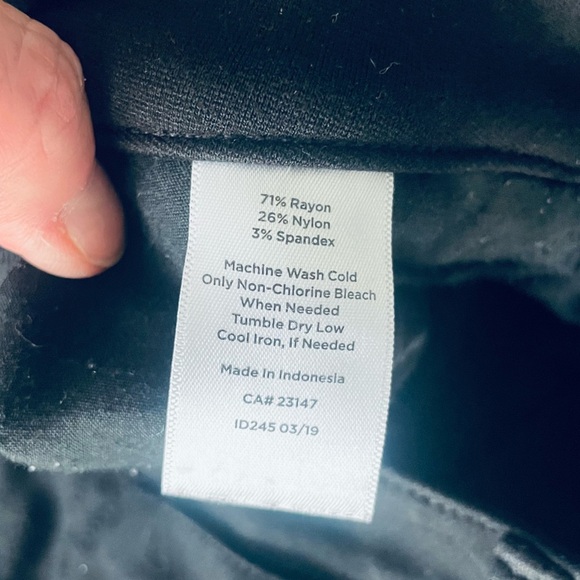 71% Rayon
26% Nylon
3% Spandex
Machine Wash Cold
Only Non-Chlorine Bleach
When Needed
Tumble Dry Low
Cool Iron, If Needed
Made In Indonesia
CA# 23147
ID245 03/19